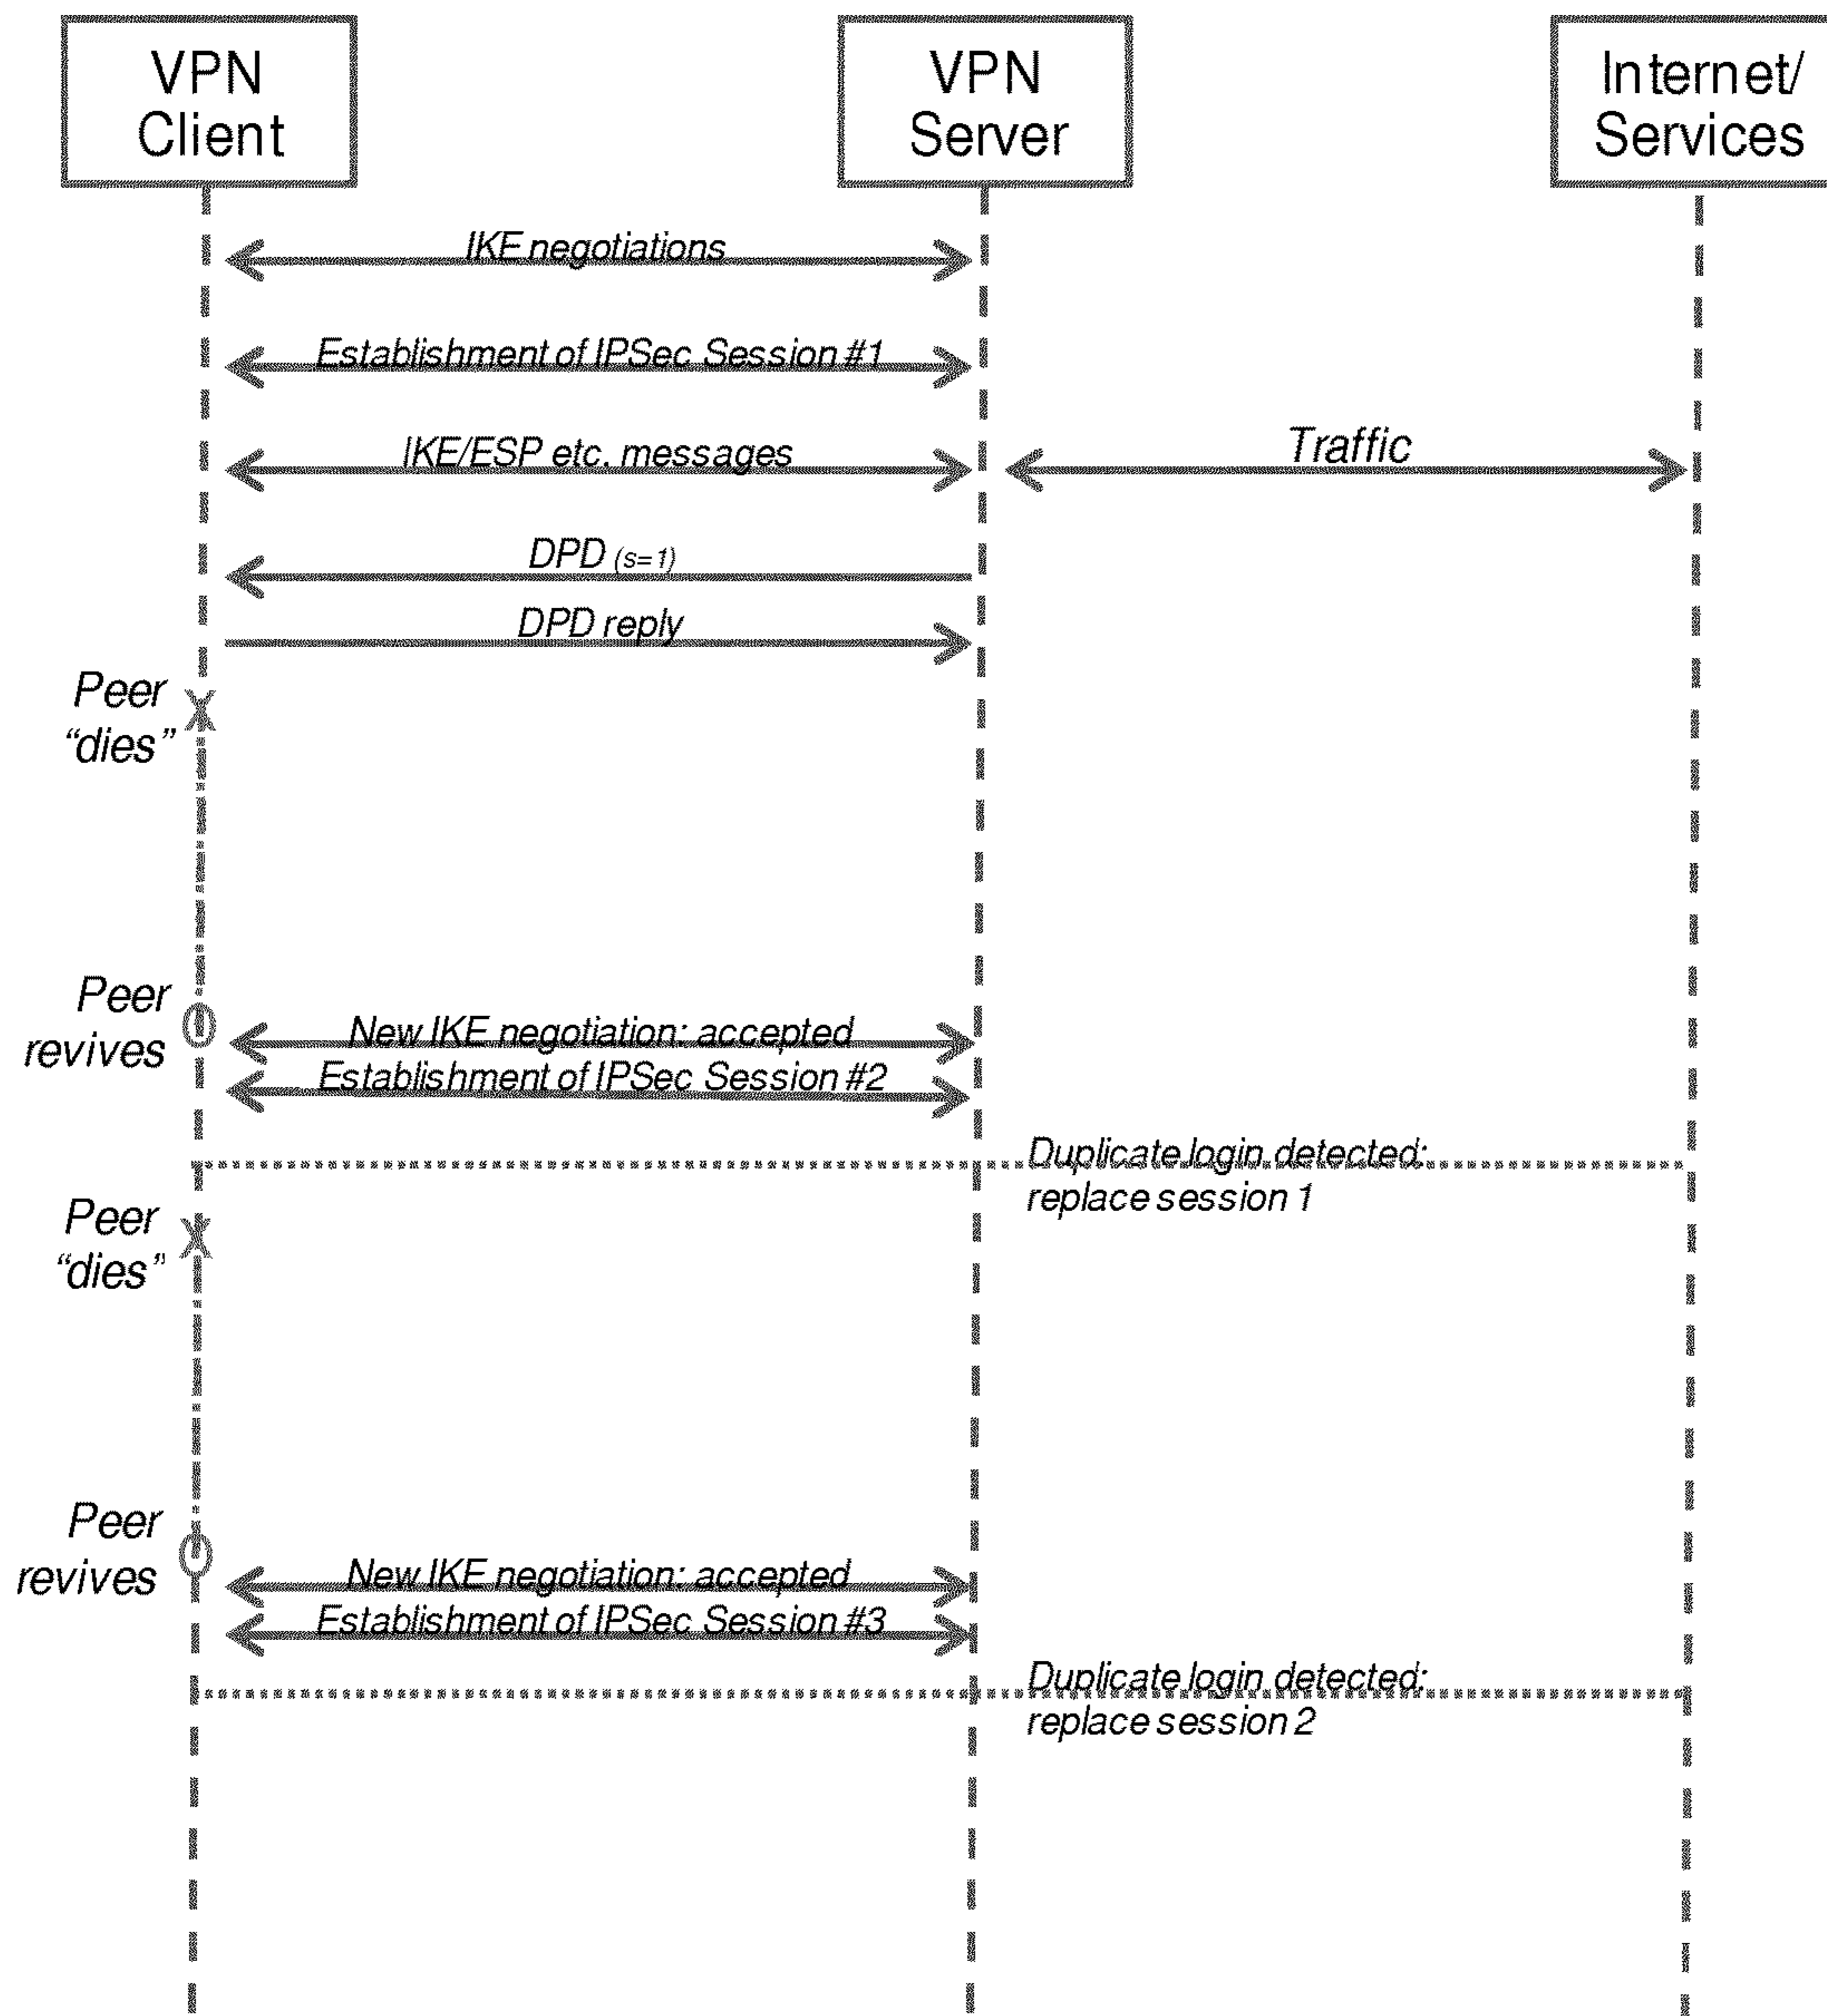 VPN
Client
VPN
Server
Internet/
Services
IKE negotiations
Establishment of IPSec Session #1
IKE/ESP etc. messages
Traffic
DPD (s=1)
DPD reply
Peer
“dies”
Peer
revives
New IKE negotiation: accepted
Establishment of IPSec Session #2
Duplicate login detected:
replace session 1
Peer
“dies”
Peer
revives
New IKE negotiation: accepted
Establishment of IPSec Session #3
Duplicate login detected:
replace session 2